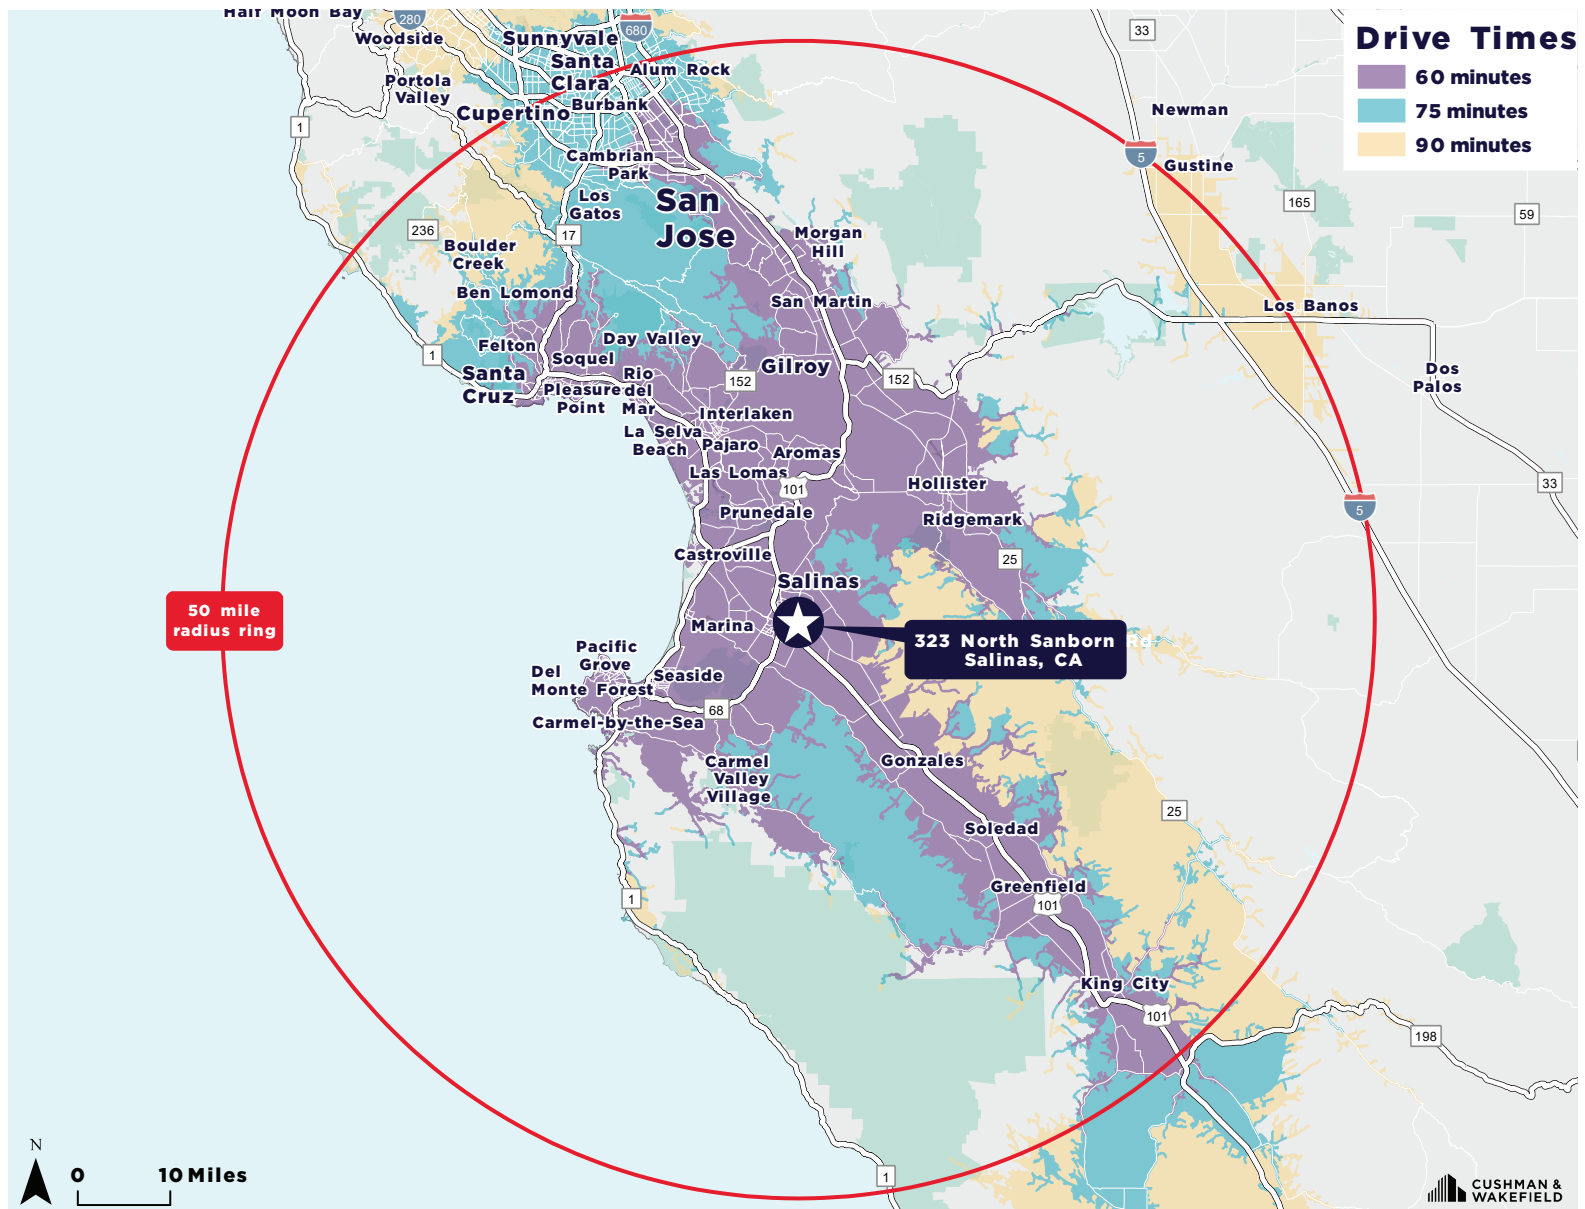 Half Moon Bay
280
680
33
Woodside
Sunnyvale
Santa
Clara
Alum Rock
Portola
Valley
Burbank
Cupertino
1
Cambrian
Park
Los
Gatos
San
Jose
236
17
Boulder
Creek
Morgan
Hill
Ben Lomond
San Martin
Felton
Day Valley
Soquel
1
Santa
Cruz
Rio
del
Mar
Pleasure
Point
152
Gilroy
152
Interlaken
La Selva
Beach
Pajaro
Aromas
Las Lomas
101
Hollister
Prunedale
Ridgemark
Castroville
25
Salinas
Marina
Pacific
Grove
Del
Monte Forest
Seaside
68
Carmel-by-the-Sea
Carmel
Valley
Village
Gonzales
Soledad
25
Greenfield
101
1
King City
101
198
1
Newman
5
Gustine
165
59
Los Banos
Dos
Palos
33
5
Drive Times
60 minutes
75 minutes
90 minutes
50 mile
radius ring
323 North Sanborn Rd
Salinas, CA
N
0 10 Miles
CUSHMAN &
WAKEFIELD